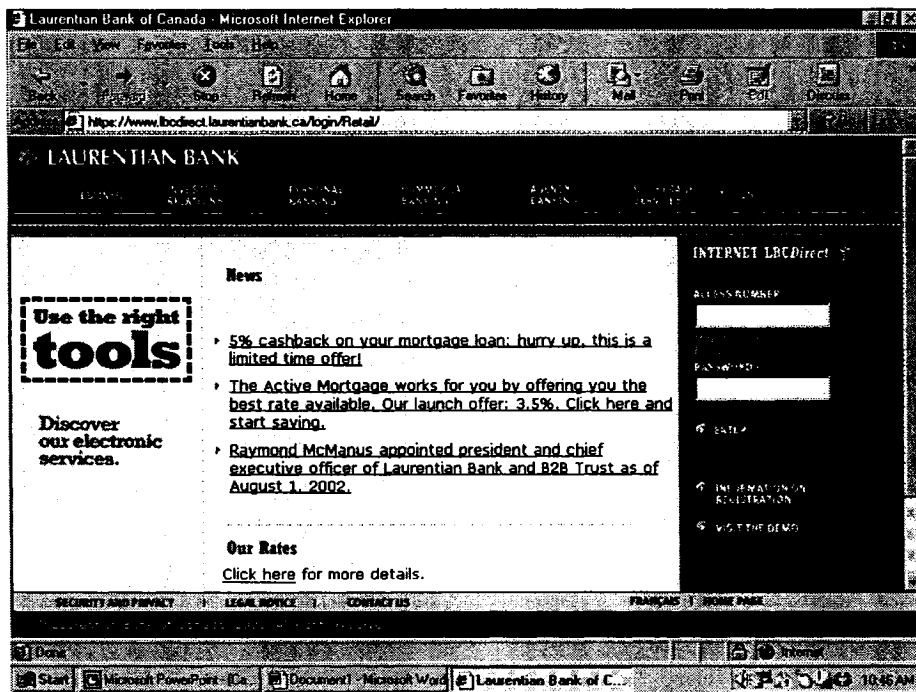 Laurentian Bank of Canada - Microsoft Internet Explorer
File Edit View Favorites Tools Help
Back Forward Stop Refresh Home Search Favorites History Mail Print Edit Discuss
https://www.lbcdirect.laurentianbank.ca/login/Retail/
LAURENTIAN BANK
INTERNET LBCDirect
ACCESS NUMBER
PASSWORD
ENTER
INFORMATION ON
REGISTRATION
VISIT THE DEMO
Use the right
tools
Discover
our electronic
services.
News
5% cashback on your mortgage loan: hurry up, this is a
limited time offer!
The Active Mortgage works for you by offering you the
best rate available. Our launch offer: 3.5%. Click here and
start saving.
Raymond McManus appointed president and chief
executive officer of Laurentian Bank and B2B Trust as of
August 1, 2002.
Our Rates
Click here for more details.
SECURITY AND PRIVACY | LEGAL NOTICE | CONTACT US FRANÇAIS | HOME PAGE
Done Internet
Start Microsoft PowerPoint - [Ca... Document1 - Microsoft Word Laurentian Bank of C... 10:46 AM